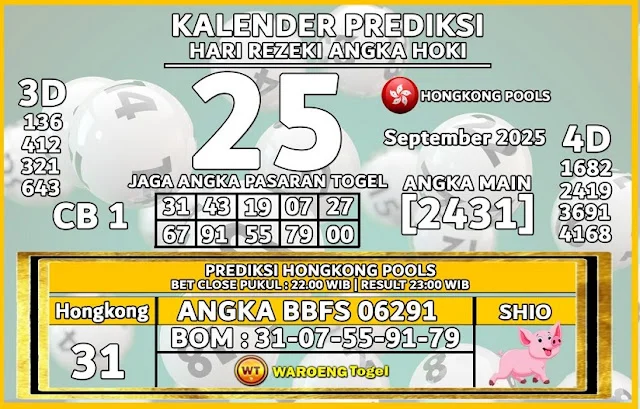 KALENDER PREDIKSI
HARI REZEKI ANGKA HOKI
3D
136
412
321
643
CB 1
25
HONGKONG POOLS
September 2025
JAGA ANGKA PASARAN TOGEL
31 43 19 07 27
67 91 55 79 00
ANGKA MAIN
[2431]
4D
1682
2419
3691
4168
PREDIKSI HONGKONG POOLS
BET CLOSE PUKUL : 22.00 WIB | RESULT 23:00 WIB
Hongkong
31
ANGKA BBFS 06291
BOM : 31-07-55-91-79
WT WAROENG Togel
SHIO